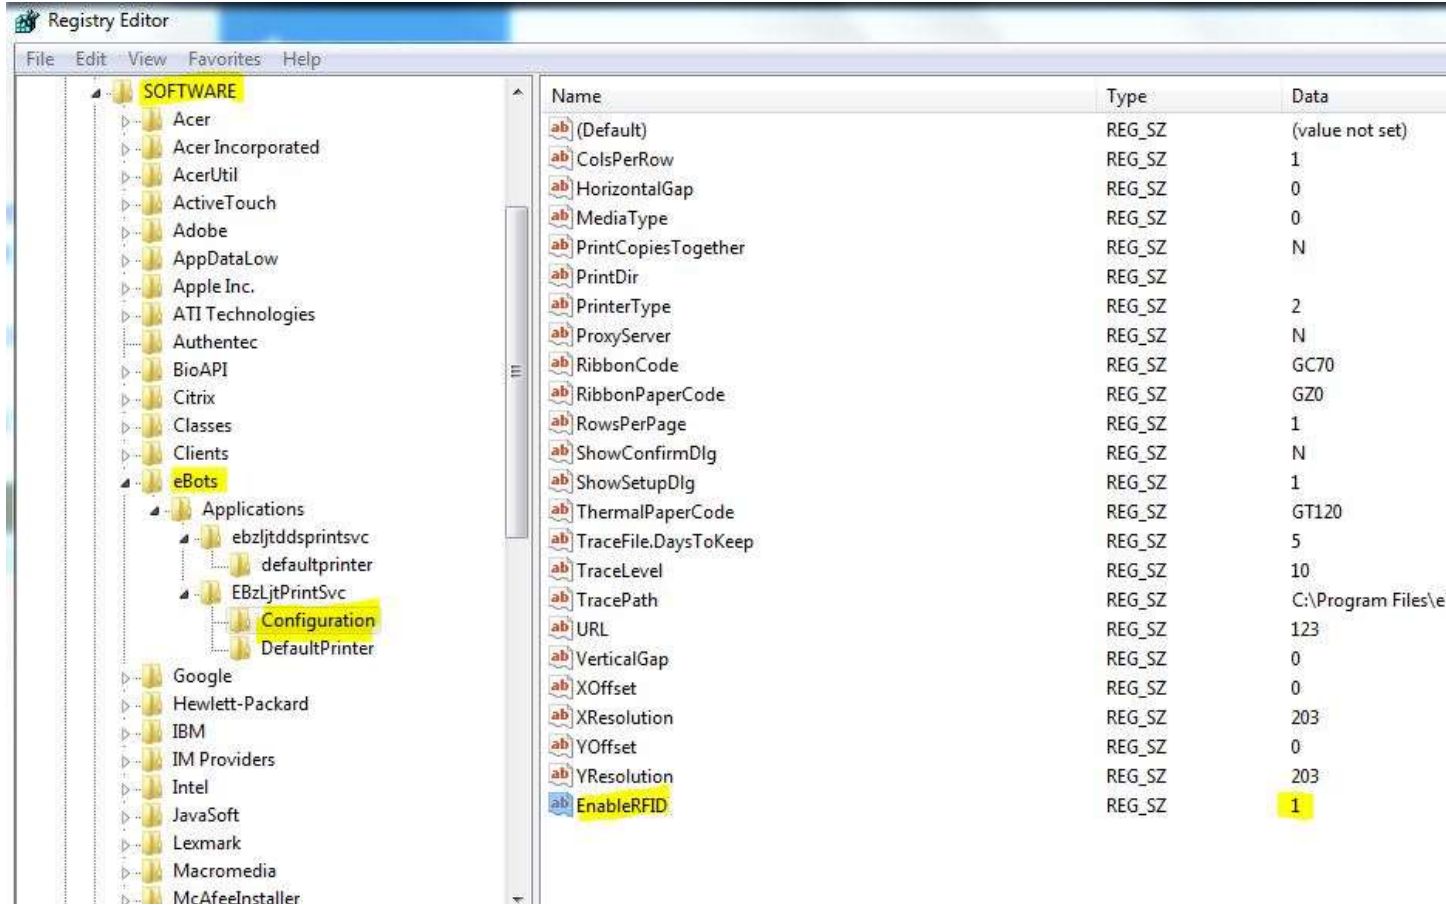 Registry Editor
File Edit View Favorites Help
SOFTWARE
Acer
Acer Incorporated
AcerUtil
ActiveTouch
Adobe
AppDataLow
Apple Inc.
ATI Technologies
Authentec
BioAPI
Citrix
Classes
Clients
eBots
Applications
ebzljtddsprintsvc
defaultprinter
EBzLjtPrintSvc
Configuration
DefaultPrinter
Google
Hewlett-Packard
IBM
IM Providers
Intel
JavaSoft
Lexmark
Macromedia
McAfeeInstaller
Name Type Data
(Default) REG_SZ (value not set)
ColsPerRow REG_SZ 1
HorizontalGap REG_SZ 0
MediaType REG_SZ 0
PrintCopiesTogether REG_SZ N
PrintDir REG_SZ
PrinterType REG_SZ 2
ProxyServer REG_SZ N
RibbonCode REG_SZ GC70
RibbonPaperCode REG_SZ GZ0
RowsPerPage REG_SZ 1
ShowConfirmDlg REG_SZ N
ShowSetupDlg REG_SZ 1
ThermalPaperCode REG_SZ GT120
TraceFile.DaysToKeep REG_SZ 5
TraceLevel REG_SZ 10
TracePath REG_SZ C:\Program Files\e
URL REG_SZ 123
VerticalGap REG_SZ 0
XOffset REG_SZ 0
XResolution REG_SZ 203
YOffset REG_SZ 0
YResolution REG_SZ 203
EnableRFID REG_SZ 1